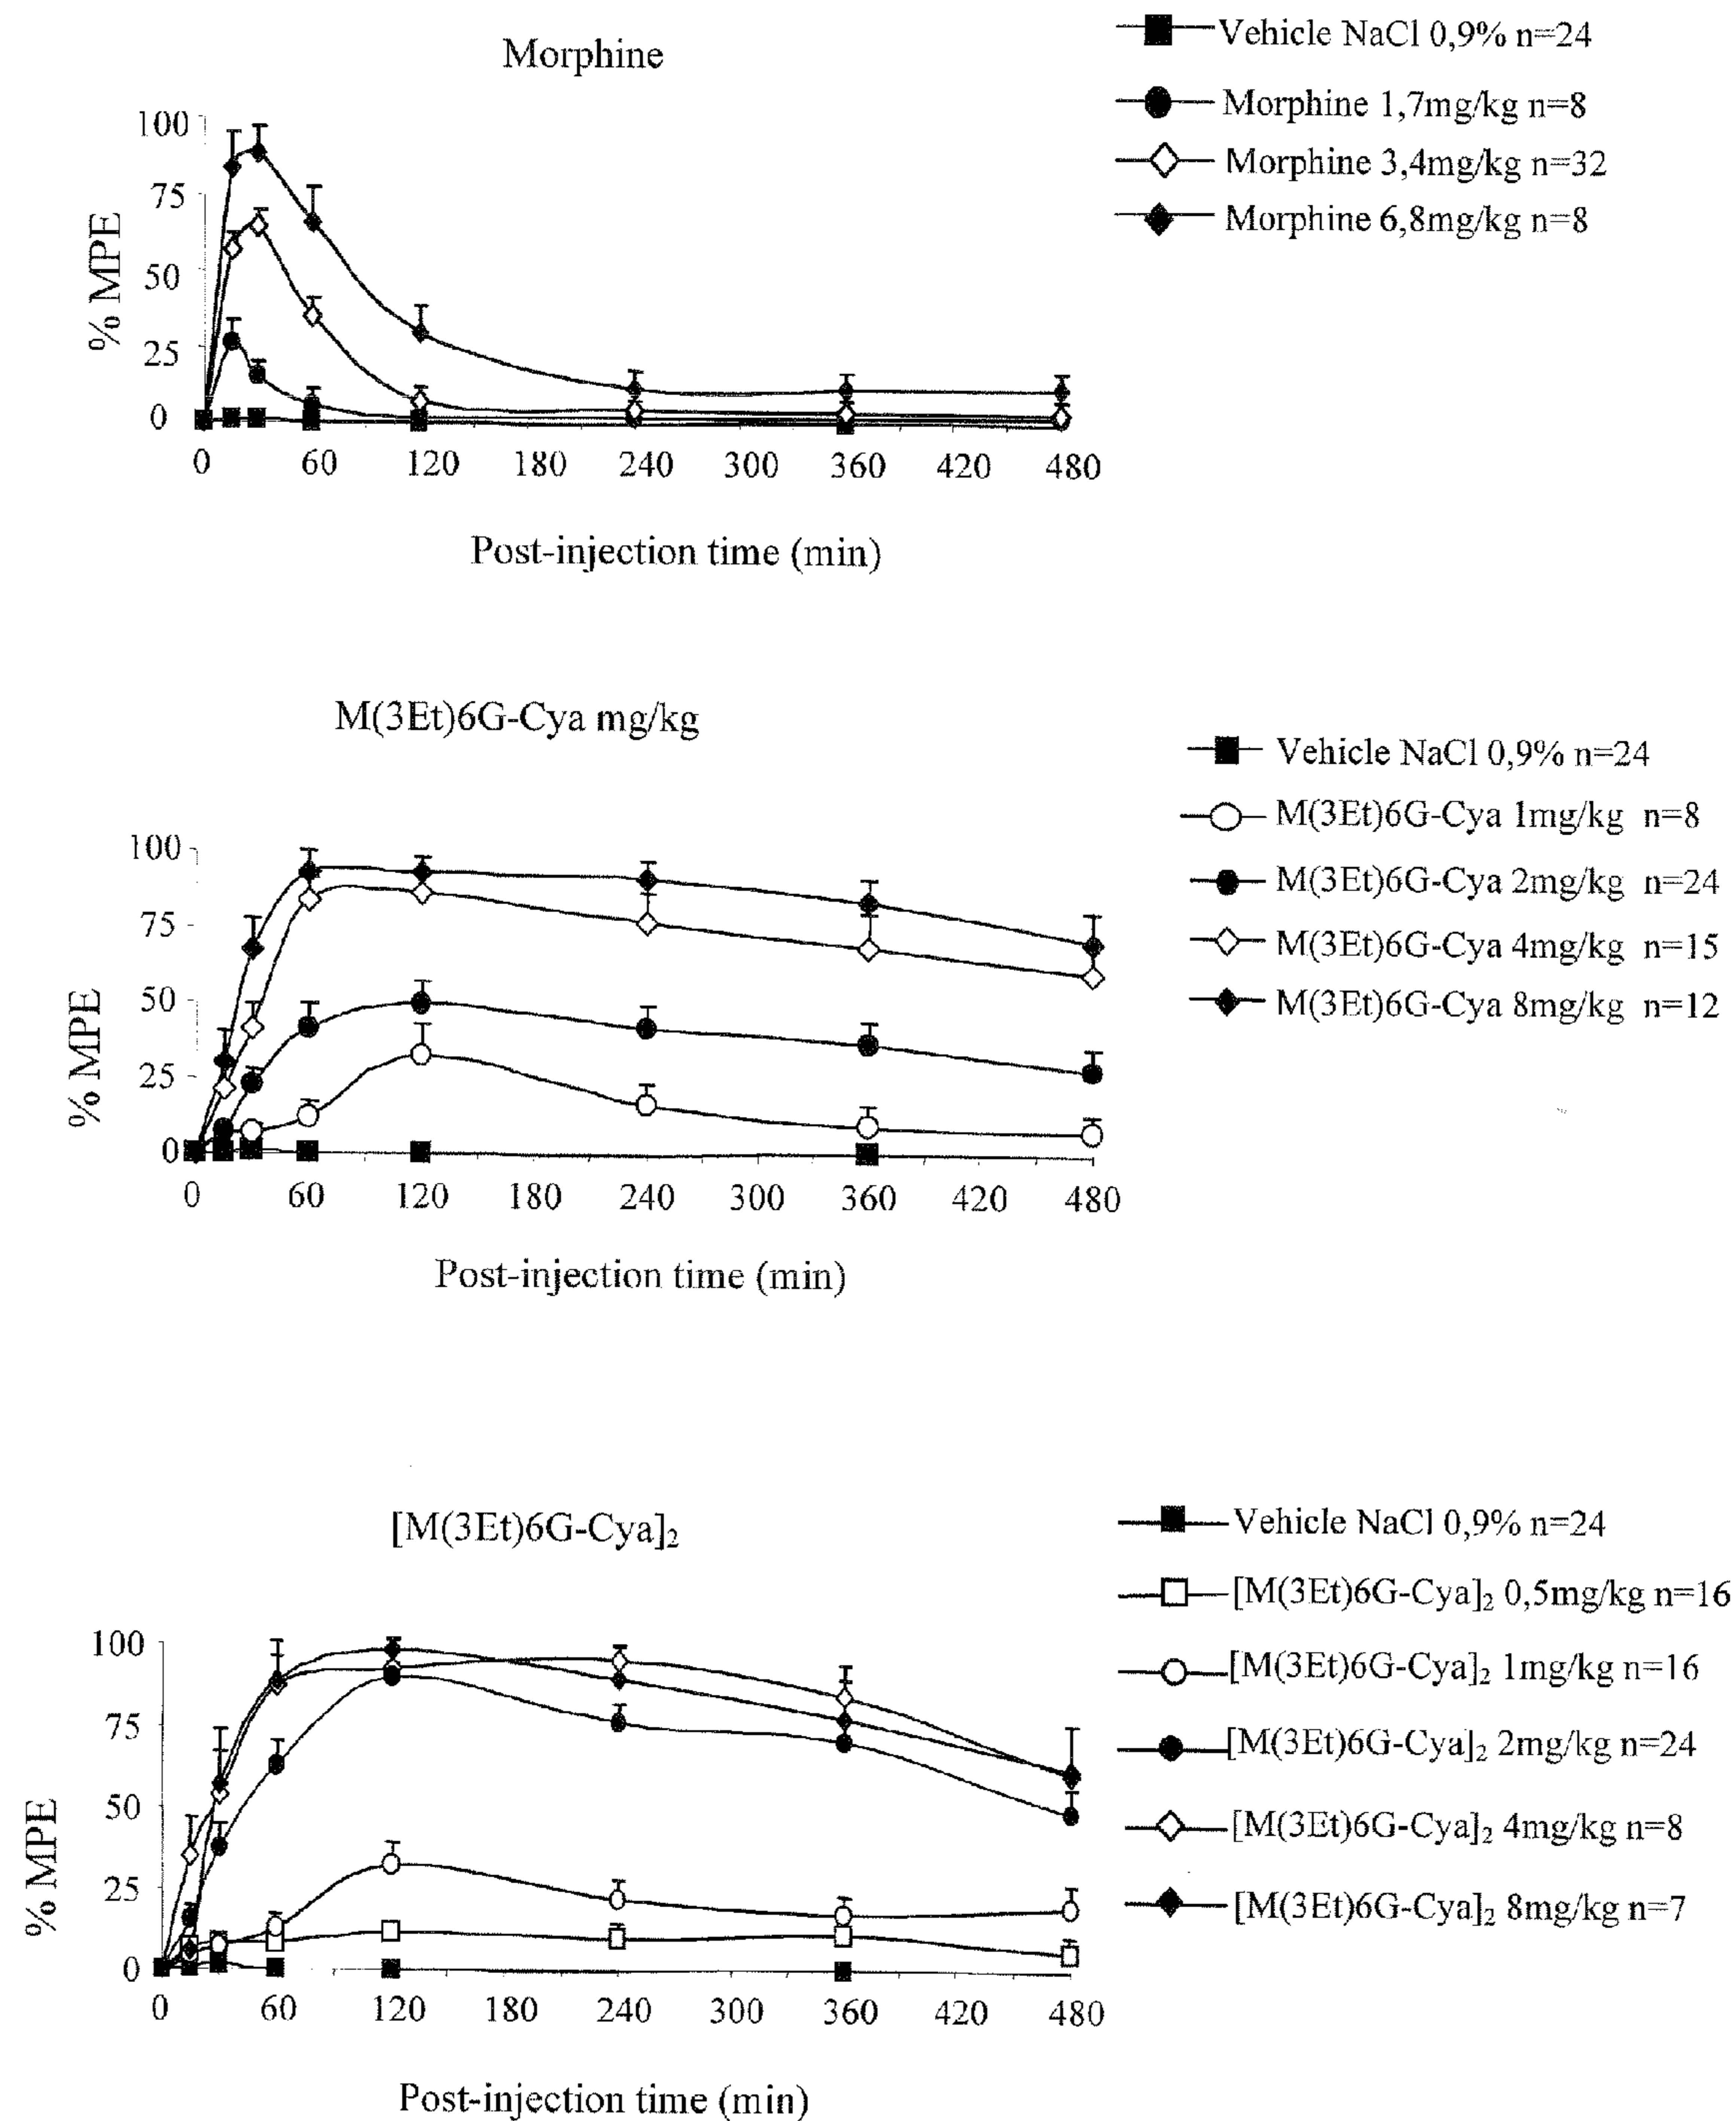 Morphine
Vehicle NaCl 0,9% n=24
Morphine 1,7mg/kg n=8
Morphine 3,4mg/kg n=32
Morphine 6,8mg/kg n=8
% MPE
100
75
50
25
0
0 60 120 180 240 300 360 420 480
Post-injection time (min)
M(3Et)6G-Cya mg/kg
Vehicle NaCl 0,9% n=24
M(3Et)6G-Cya 1mg/kg n=8
M(3Et)6G-Cya 2mg/kg n=24
M(3Et)6G-Cya 4mg/kg n=15
M(3Et)6G-Cya 8mg/kg n=12
% MPE
100
75
50
25
0
0 60 120 180 240 300 360 420 480
Post-injection time (min)
[M(3Et)6G-Cya]₂
Vehicle NaCl 0,9% n=24
[M(3Et)6G-Cya]₂ 0,5mg/kg n=16
[M(3Et)6G-Cya]₂ 1mg/kg n=16
[M(3Et)6G-Cya]₂ 2mg/kg n=24
[M(3Et)6G-Cya]₂ 4mg/kg n=8
[M(3Et)6G-Cya]₂ 8mg/kg n=7
% MPE
100
75
50
25
0
0 60 120 180 240 300 360 420 480
Post-injection time (min)